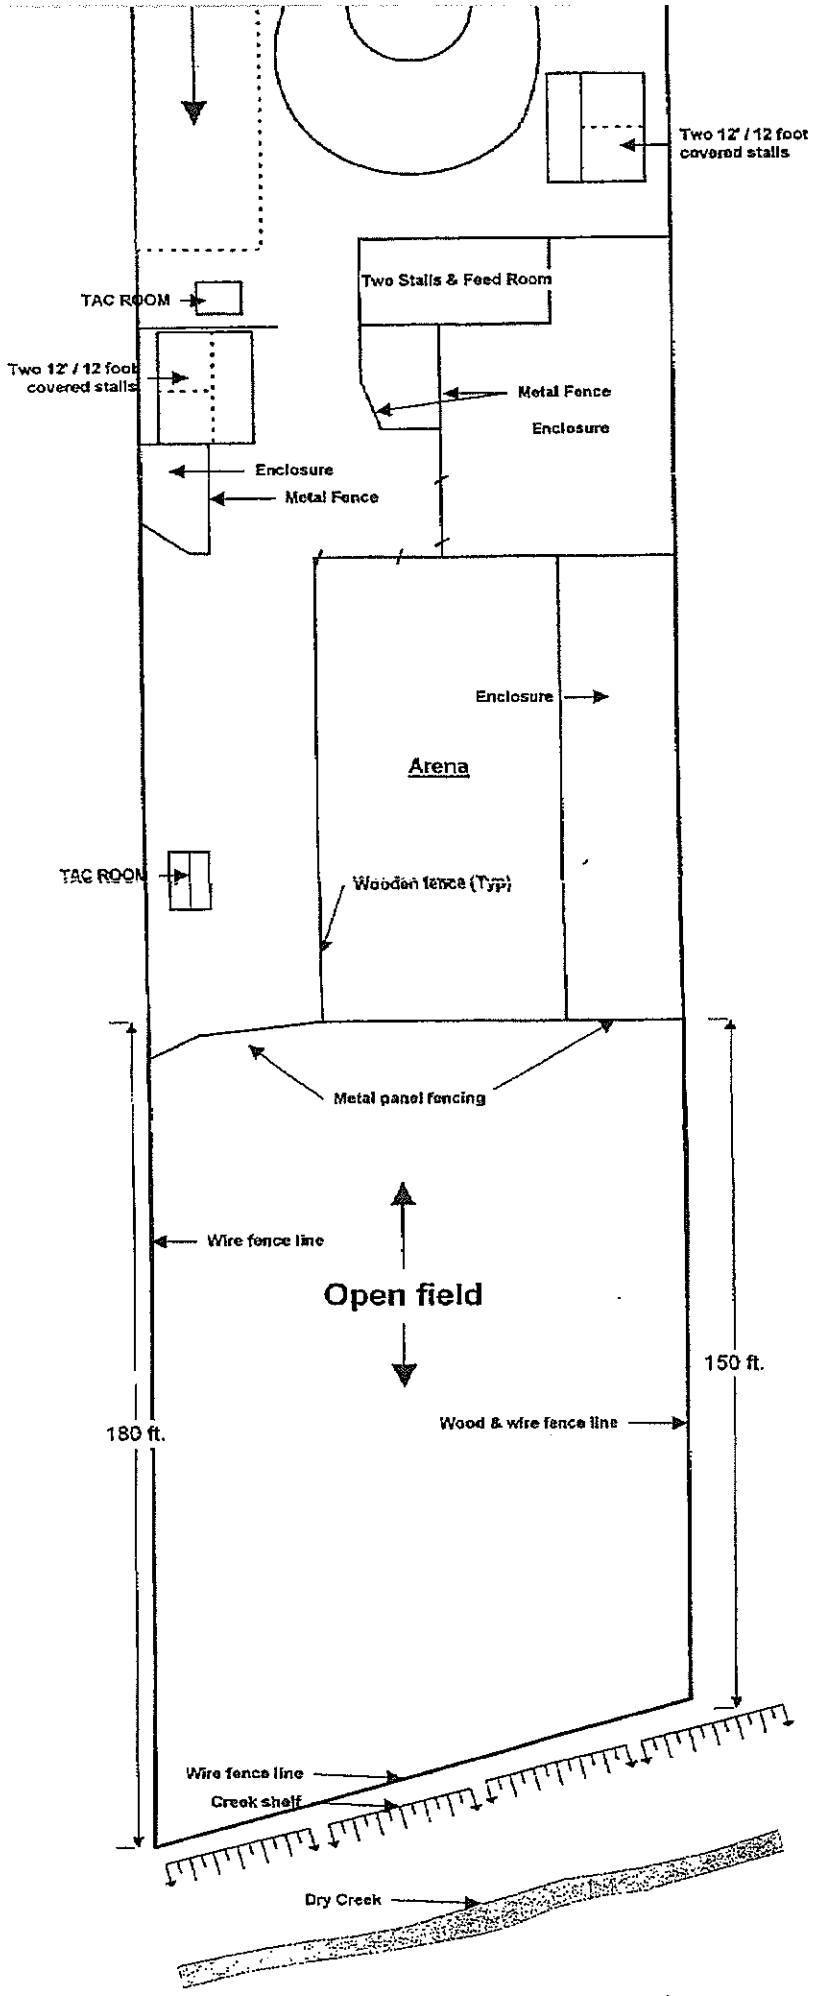 Two 12' / 12 foot
covered stalls
Two Stalls & Feed Room
TAC ROOM
Two 12' / 12 foot
covered stalls
Metal Fence
Enclosure
Enclosure
Metal Fence
Enclosure
Arena
TAC ROOM
Wooden fence (Typ)
Metal panel fencing
Wire fence line
Open field
150 ft.
Wood & wire fence line
180 ft.
Wire fence line
Creek shelf
Dry Creek